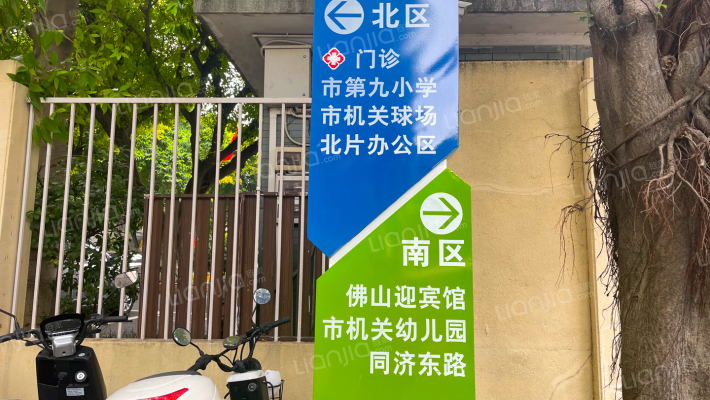 北区
门诊
市第九小学
市机关球场
北片办公区
南区
佛山迎宾馆
市机关幼儿园
同济东路